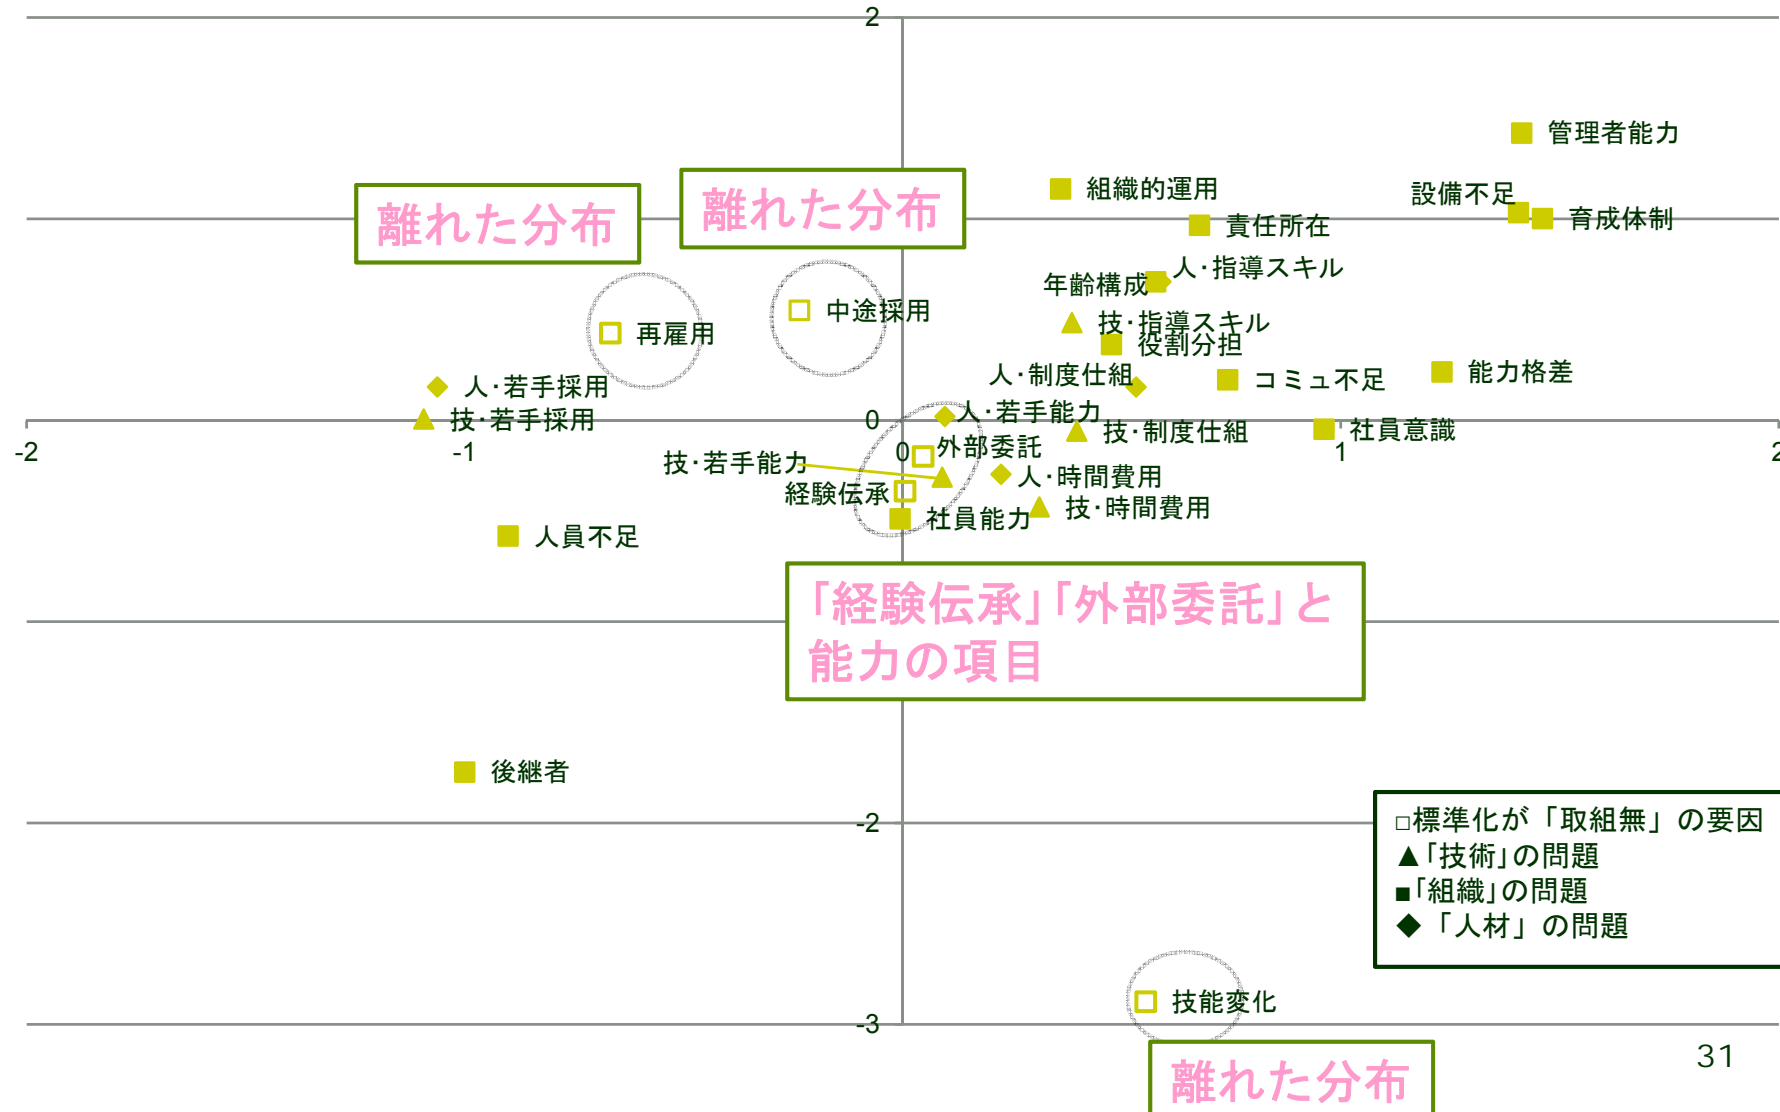 2
管理者能力
組織的運用
設備不足
離れた分布
離れた分布
責任所在
育成体制
人・指導スキル
年齢構成
中途採用
技・指導スキル
再雇用
役割分担
人・制度仕組
コミュ不足
能力格差
人・若手採用
人・若手能力
技・若手採用
0
技・制度仕組
社員意識
-2
-1
0
1
2
外部委託
技・若手能力
人・時間費用
経験伝承
技・時間費用
社員能力
人員不足
「経験伝承」「外部委託」と
能力の項目
後継者
-2
□標準化が「取組無」の要因
▲「技術」の問題
■「組織」の問題
◆「人材」の問題
技能変化
-3
離れた分布
31